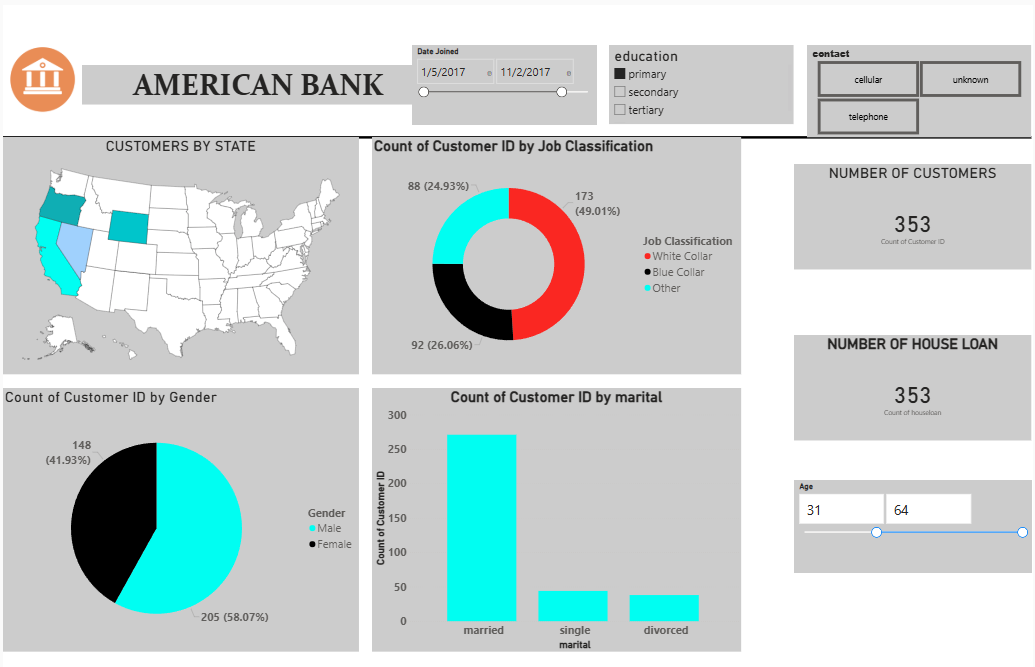 AMERICAN BANK
Date Joined
1/5/2017
11/2/2017
education
primary
secondary
tertiary
contact
cellular
unknown
telephone
CUSTOMERS BY STATE
Count of Customer ID by Job Classification
88 (24.93%)
173
(49.01%)
92 (26.06%)
Job Classification
White Collar
Blue Collar
Other
NUMBER OF CUSTOMERS
353
Count of Customer ID
NUMBER OF HOUSE LOAN
353
Count of houseloan
Count of Customer ID by Gender
148
(41.93%)
205 (58.07%)
Gender
Male
Female
Count of Customer ID by marital
Count of Customer ID
300
250
200
150
100
50
0
married
single
divorced
marital
Age
31
64